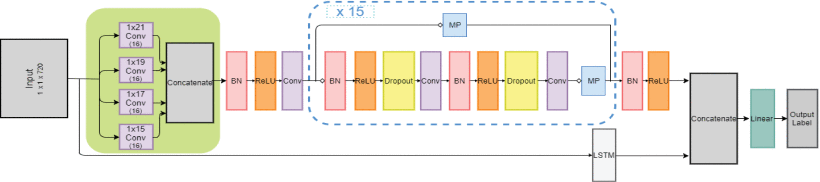 x 15
Input
1 x 1 x 720
1x21
Conv
(16)
1x19
Conv
(16)
1x17
Conv
(16)
1x15
Conv
(16)
Concatenate
BN
ReLU
Conv
MP
BN
ReLU
Dropout
Conv
BN
ReLU
Dropout
Conv
MP
BN
ReLU
LSTM
Concatenate
Linear
Output
Label